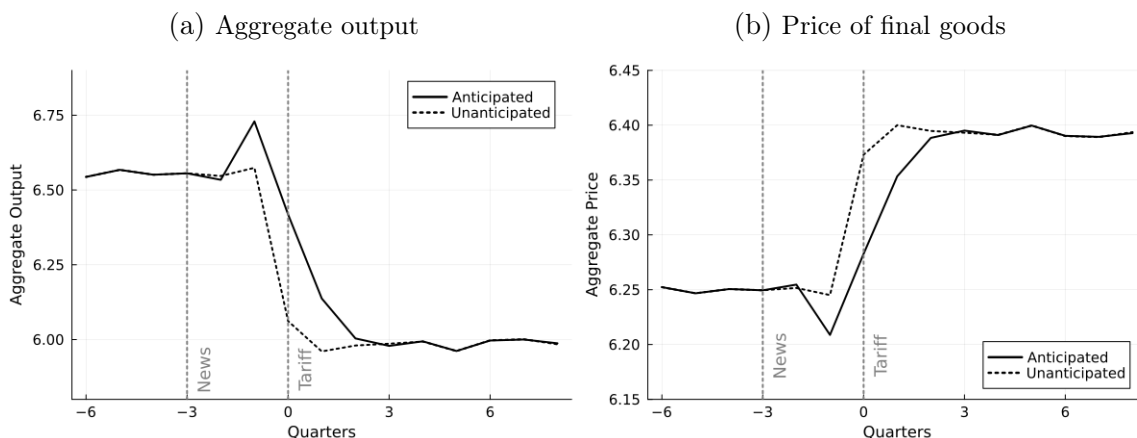 (a) Aggregate output
Aggregate Output
6.75
6.50
6.25
6.00
Anticipated
Unanticipated
News
Tariff
−6
−3
0
3
6
Quarters
(b) Price of final goods
Aggregate Price
6.45
6.40
6.35
6.30
6.25
6.20
6.15
Anticipated
Unanticipated
News
Tariff
−6
−3
0
3
6
Quarters